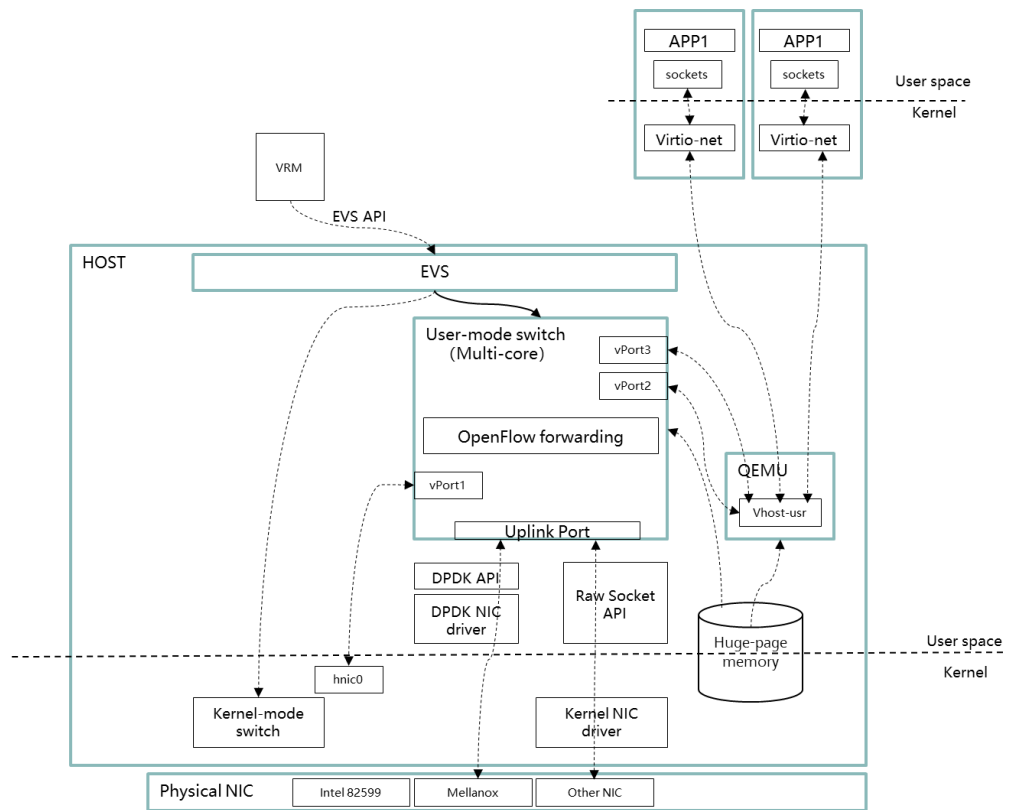 APP1
APP1
sockets
sockets
User space
Kernel
Virtio-net
Virtio-net
VRM
EVS API
HOST
EVS
User-mode switch
（Multi-core）
vPort3
vPort2
OpenFlow forwarding
QEMU
vPort1
Vhost-usr
Uplink Port
DPDK API
Raw Socket
API
DPDK NIC
driver
Huge-page
memory
User space
Kernel
hnic0
Kernel-mode
switch
Kernel NIC
driver
Physical NIC
Intel 82599
Mellanox
Other NIC